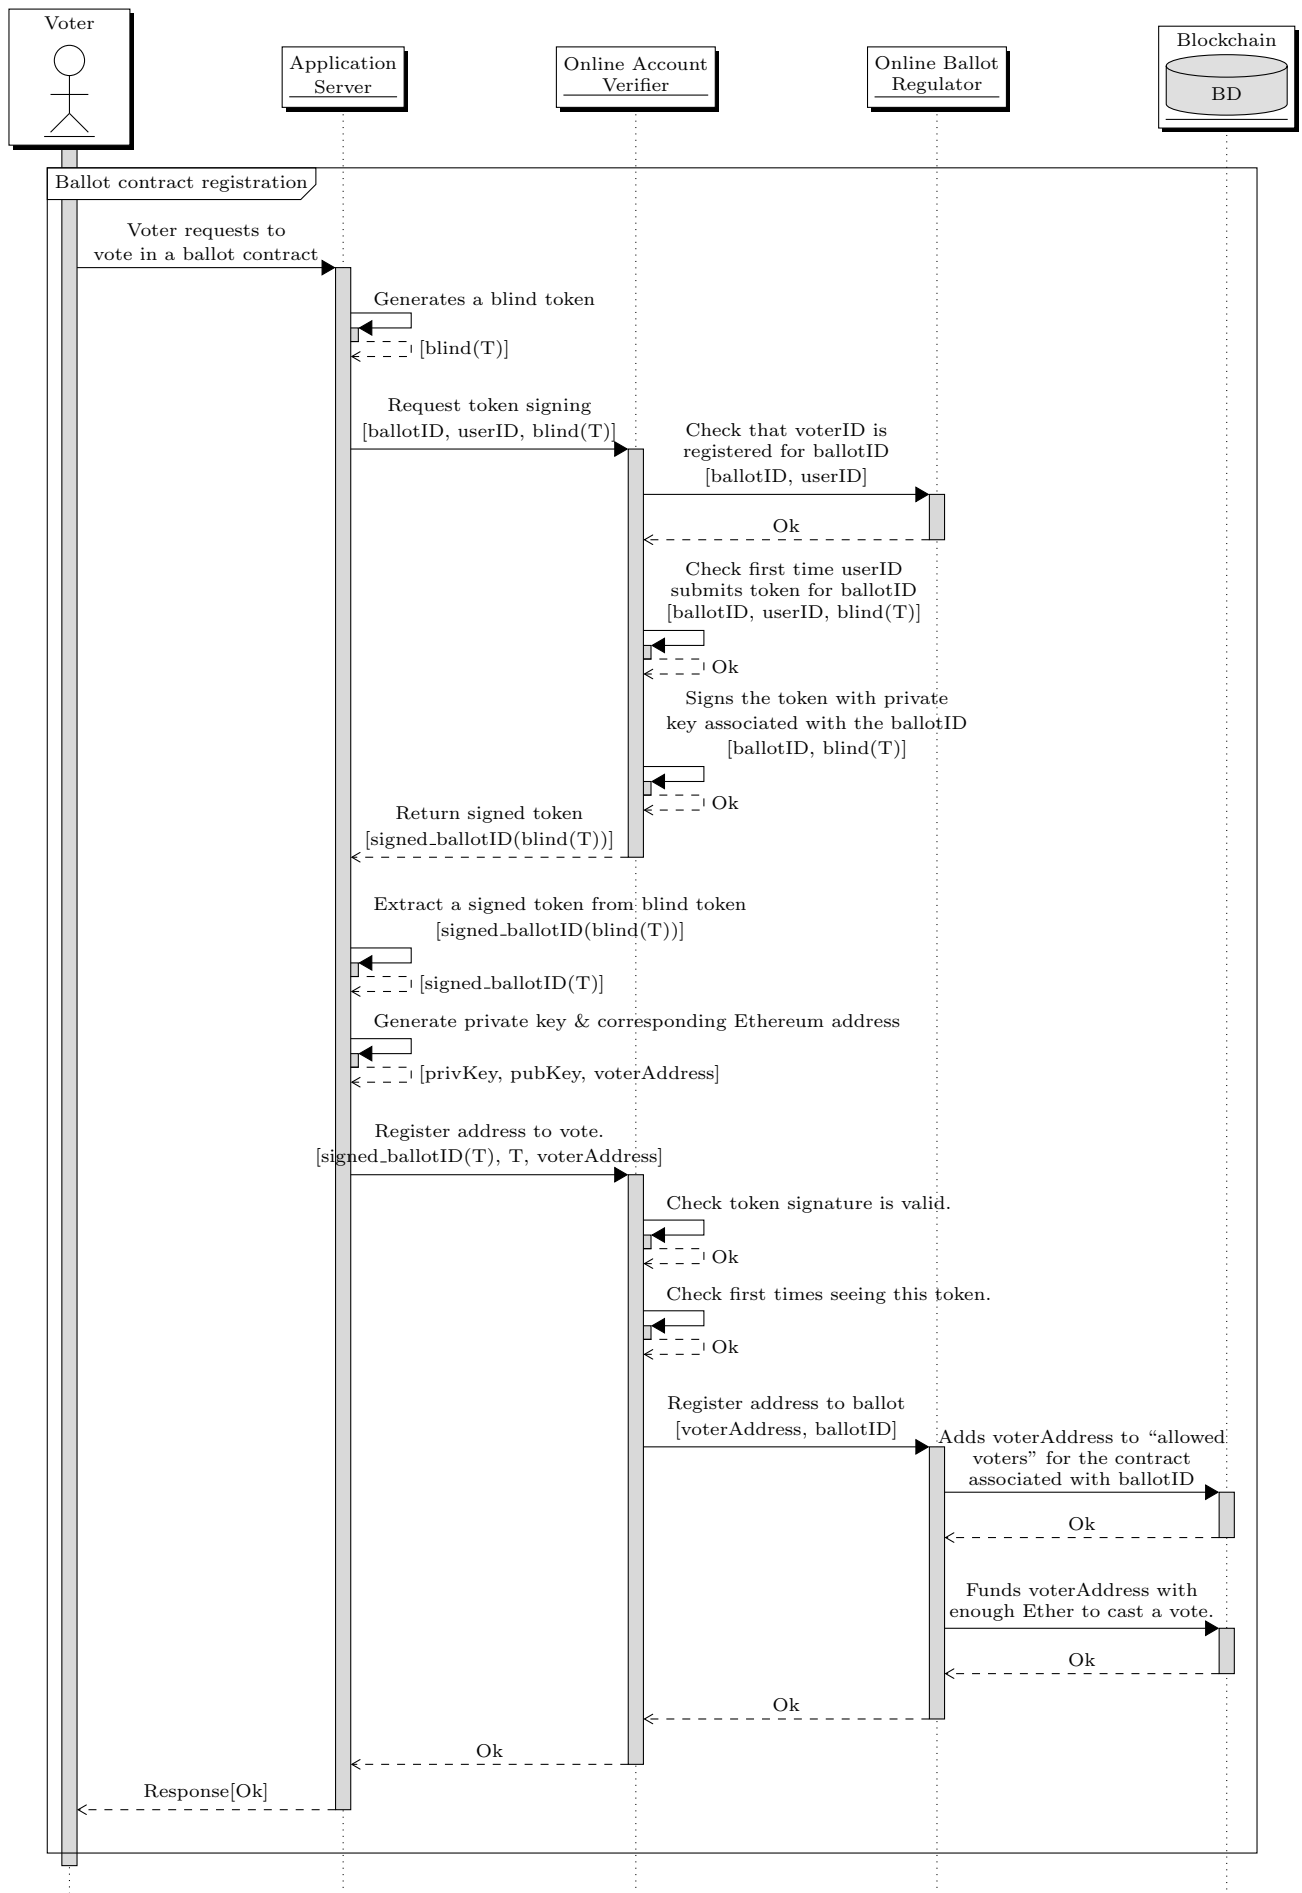 Voter
Application
Server
Online Account
Verifier
Online Ballot
Regulator
Blockchain
BD
Ballot contract registration
Voter requests to
vote in a ballot contract
Generates a blind token
[blind(T)]
Request token signing
[ballotID, userID, blind(T)]
Check that voterID is
registered for ballotID
[ballotID, userID]
Ok
Check first time userID
submits token for ballotID
[ballotID, userID, blind(T)]
Ok
Signs the token with private
key associated with the ballotID
[ballotID, blind(T)]
Ok
Return signed token
[signed_ballotID(blind(T))]
Extract a signed token from blind token
[signed_ballotID(blind(T))]
[signed_ballotID(T)]
Generate private key & corresponding Ethereum address
[privKey, pubKey, voterAddress]
Register address to vote.
[signed_ballotID(T), T, voterAddress]
Check token signature is valid.
Ok
Check first times seeing this token.
Ok
Register address to ballot
[voterAddress, ballotID]
Adds voterAddress to “allowed
voters” for the contract
associated with ballotID
Ok
Funds voterAddress with
enough Ether to cast a vote.
Ok
Ok
Ok
Response[Ok]